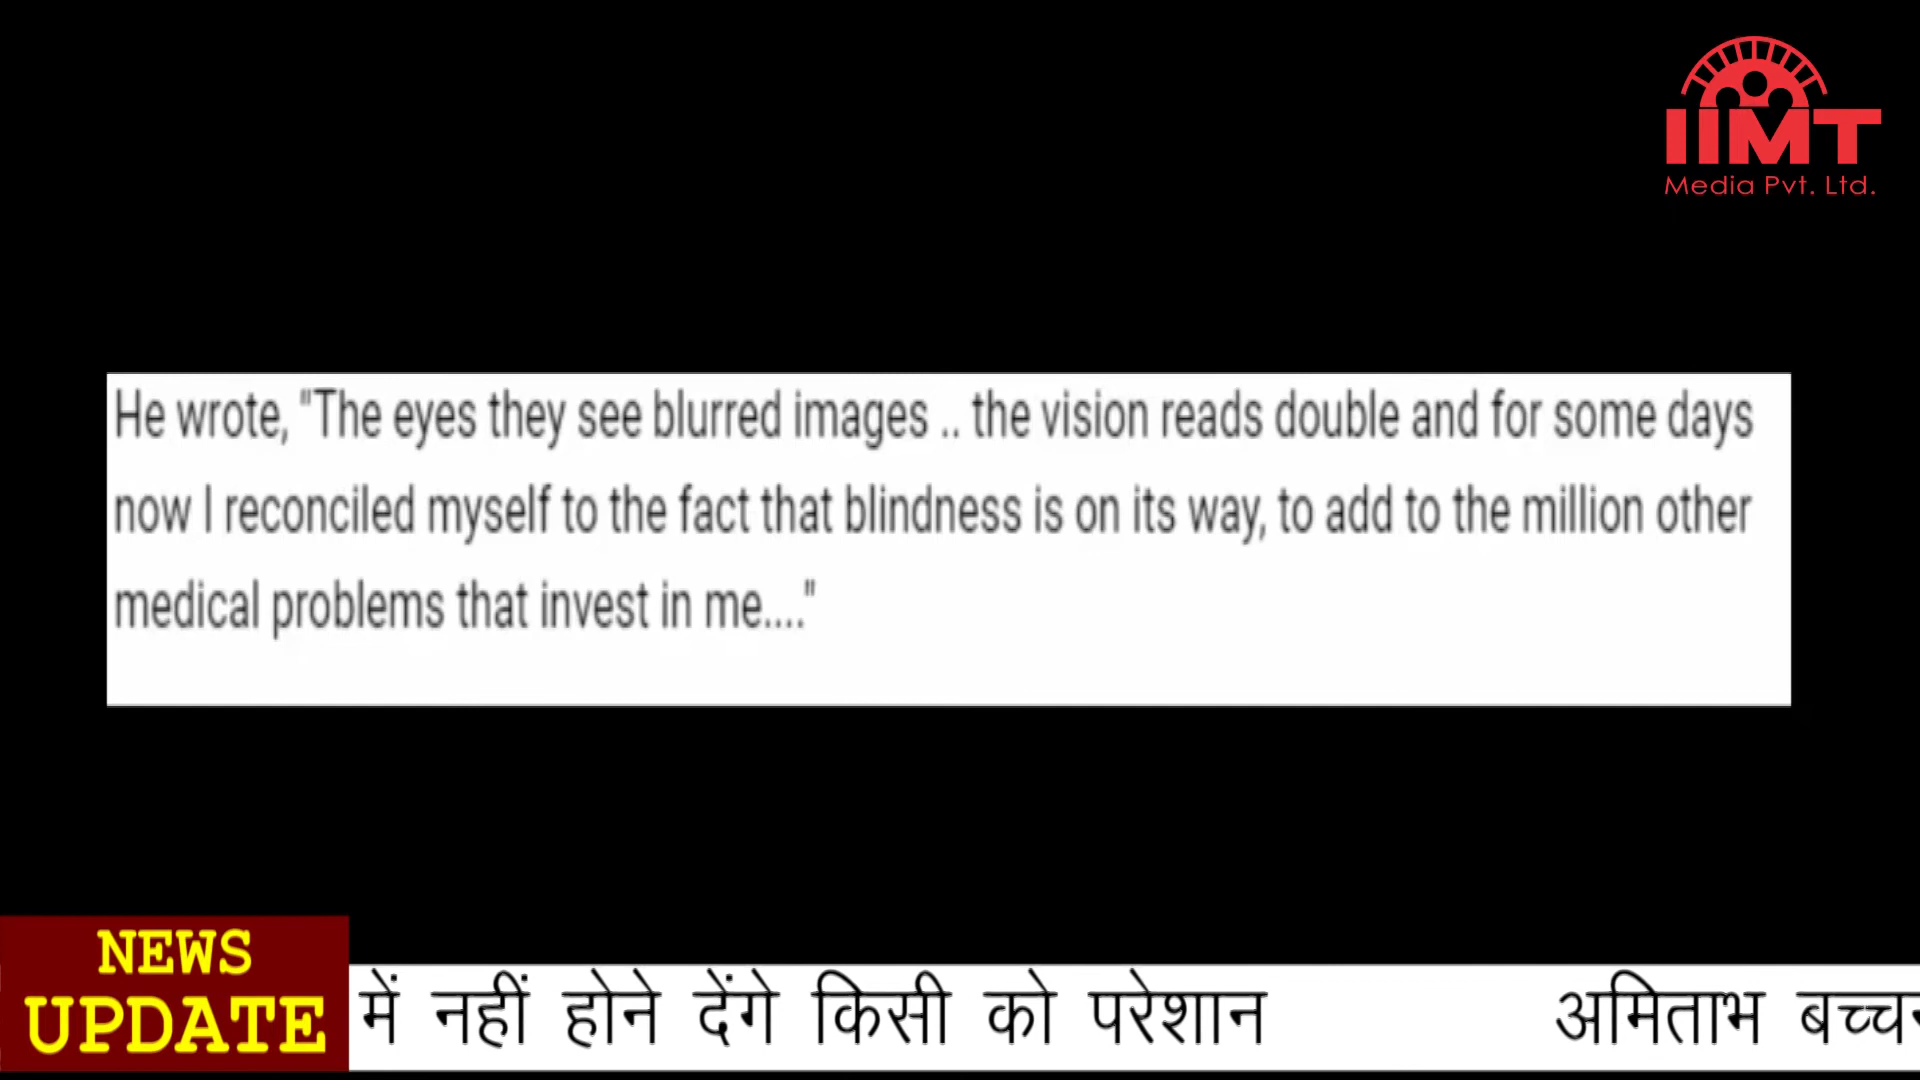 IIMT
Media Pvt. Ltd.
He wrote, "The eyes they see blurred images .. the vision reads double and for some days
now I reconciled myself to the fact that blindness is on its way, to add to the million other
medical problems that invest in me...."
NEWS
UPDATE
में नहीं होने देंगे किसी को परेशान अमिताभ